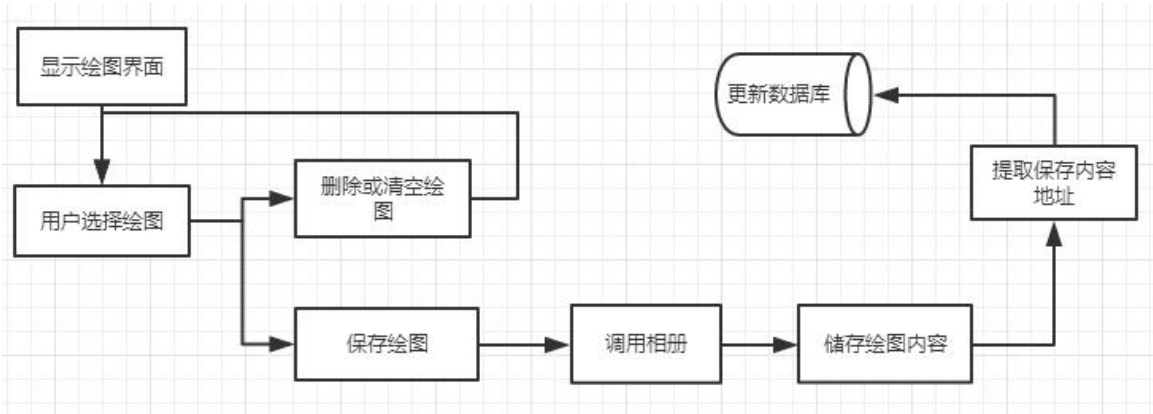 显示绘图界面
用户选择绘图
删除或清空绘
图
保存绘图
调用相册
储存绘图内容
提取保存内容
地址
更新数据库